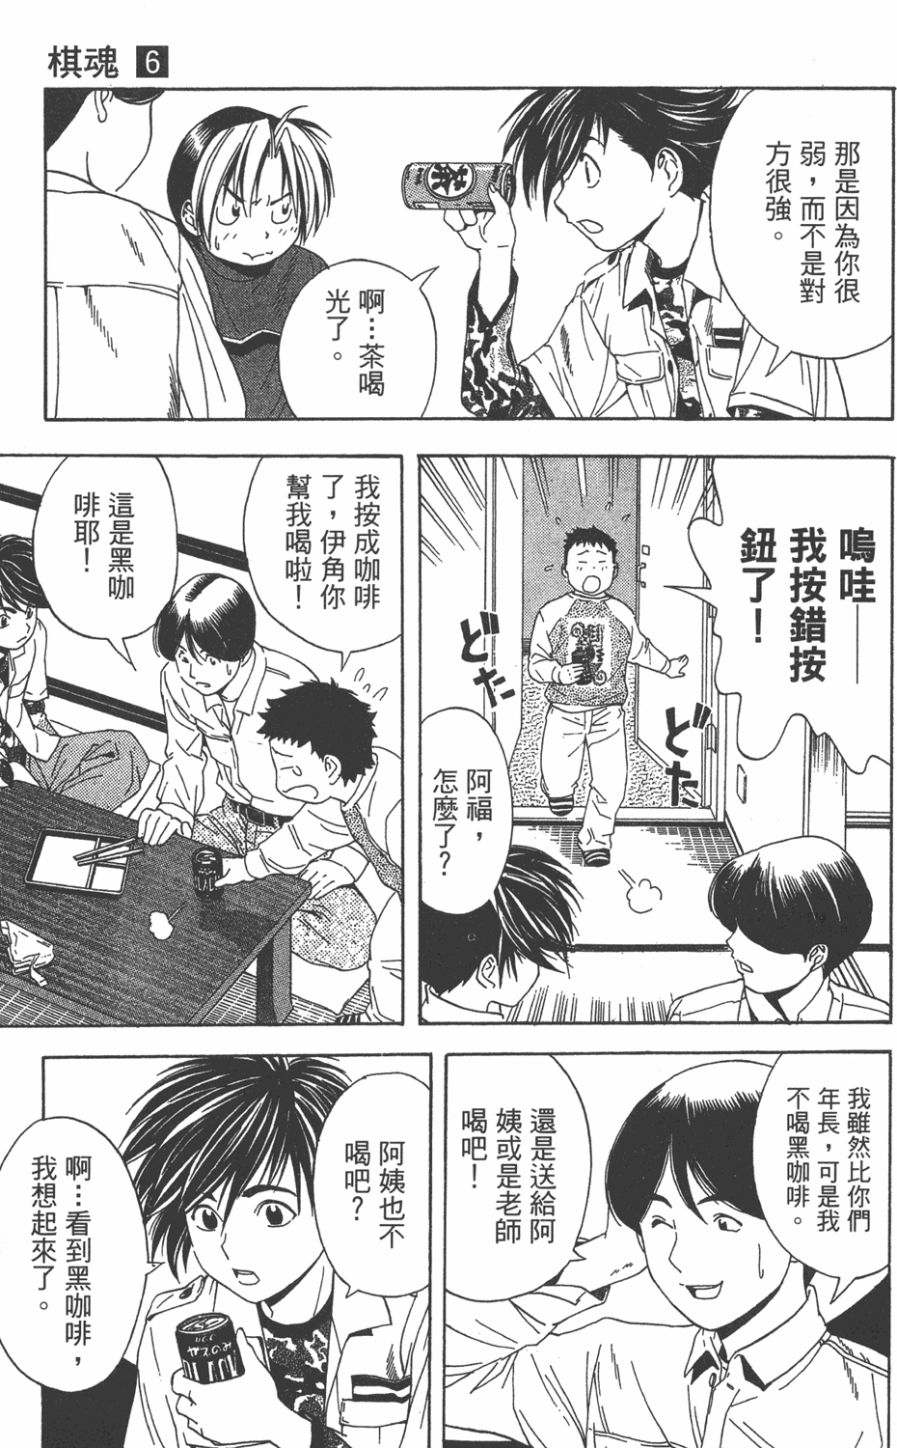 棋魂 6
那是因為你很
弱，而不是對
方很強。
茶
啊…茶喝
光了。
嗚哇——
我按錯按
鈕了！
どた
どた
阿福，
怎麼了？
我按成咖啡
了，伊角你
幫我喝啦！
這是黑咖
啡耶！
我雖然比你們
年長，可是我
不喝黑咖啡。
還是送給阿
姨或是老師
喝吧！
阿姨也不
喝吧？
啊…看到黑咖啡，
我想起來了。